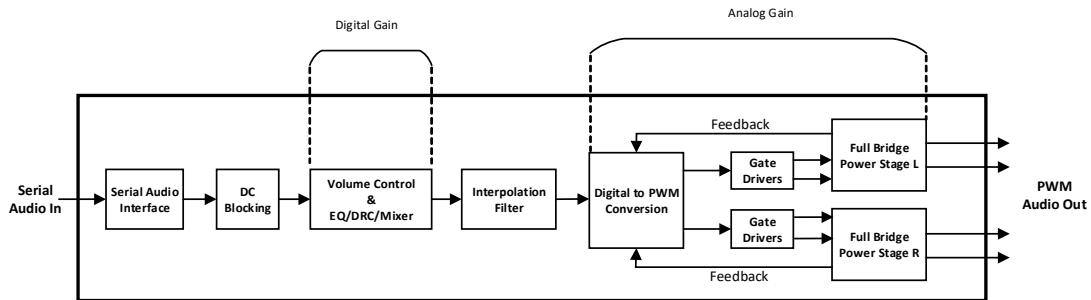 Digital Gain
Analog Gain
Serial
Audio In
Serial Audio
Interface
DC
Blocking
Volume Control
&
EQ/DRC/Mixer
Interpolation
Filter
Digital to PWM
Conversion
Feedback
Gate
Drivers
Full Bridge
Power Stage L
Gate
Drivers
Full Bridge
Power Stage R
Feedback
PWM
Audio Out